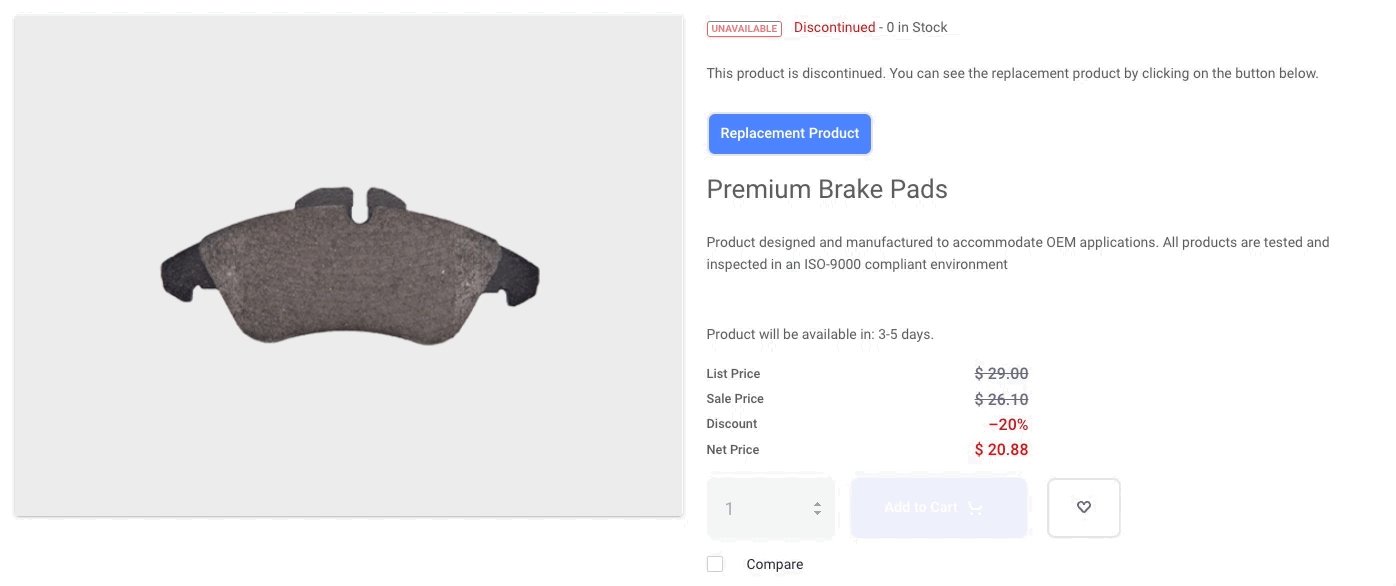 UNAVAILABLE Discontinued - 0 in Stock
This product is discontinued. You can see the replacement product by clicking on the button below.
Replacement Product
Premium Brake Pads
Product designed and manufactured to accommodate OEM applications. All products are tested and
inspected in an ISO-9000 compliant environment
Product will be available in: 3-5 days.
List Price $ 29.00
Sale Price $ 26.10
Discount −20%
Net Price $ 20.88
1 Add to Cart
Compare